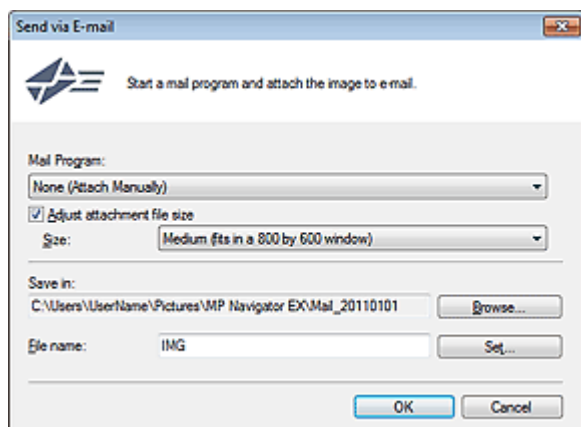 Send via E-mail
Start a mail program and attach the image to e-mail.
Mail Program:
None (Attach Manually)
Adjust attachment file size
Size: Medium (fits in a 800 by 600 window)
Save in:
C:\Users\UserName\Pictures\MP Navigator EX\Mail_20110101 Browse...
File name: IMG Set...
OK Cancel